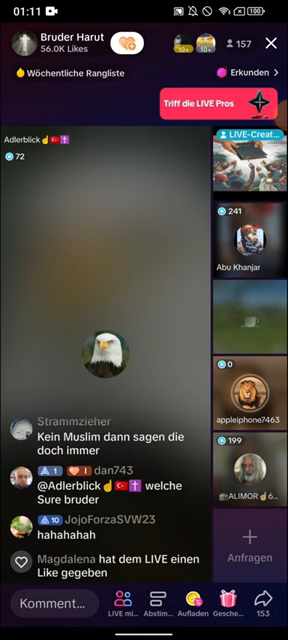 01:11
100
Bruder Harut
56.0K Likes
10+
10+
157
Wöchentliche Rangliste
Erkunden >
Triff die LIVE Pros
Adlerblick☝️🇹🇷✝️
72
LIVE-Creat...
241
Abu Khanjar
0
appleiphone7463
199
📷ALIMOR☝️6...
Strammzieher
Kein Muslim dann sagen die
doch immer
1 1 dan743
@Adlerblick☝️🇹🇷✝️ welche
Sure bruder
10 JojoForzaSVW23
hahahahah
Magdalena hat dem LIVE einen
Like gegeben
+
Anfragen
Komment...
LIVE mi...
Abstim...
Aufladen
Gesche...
153